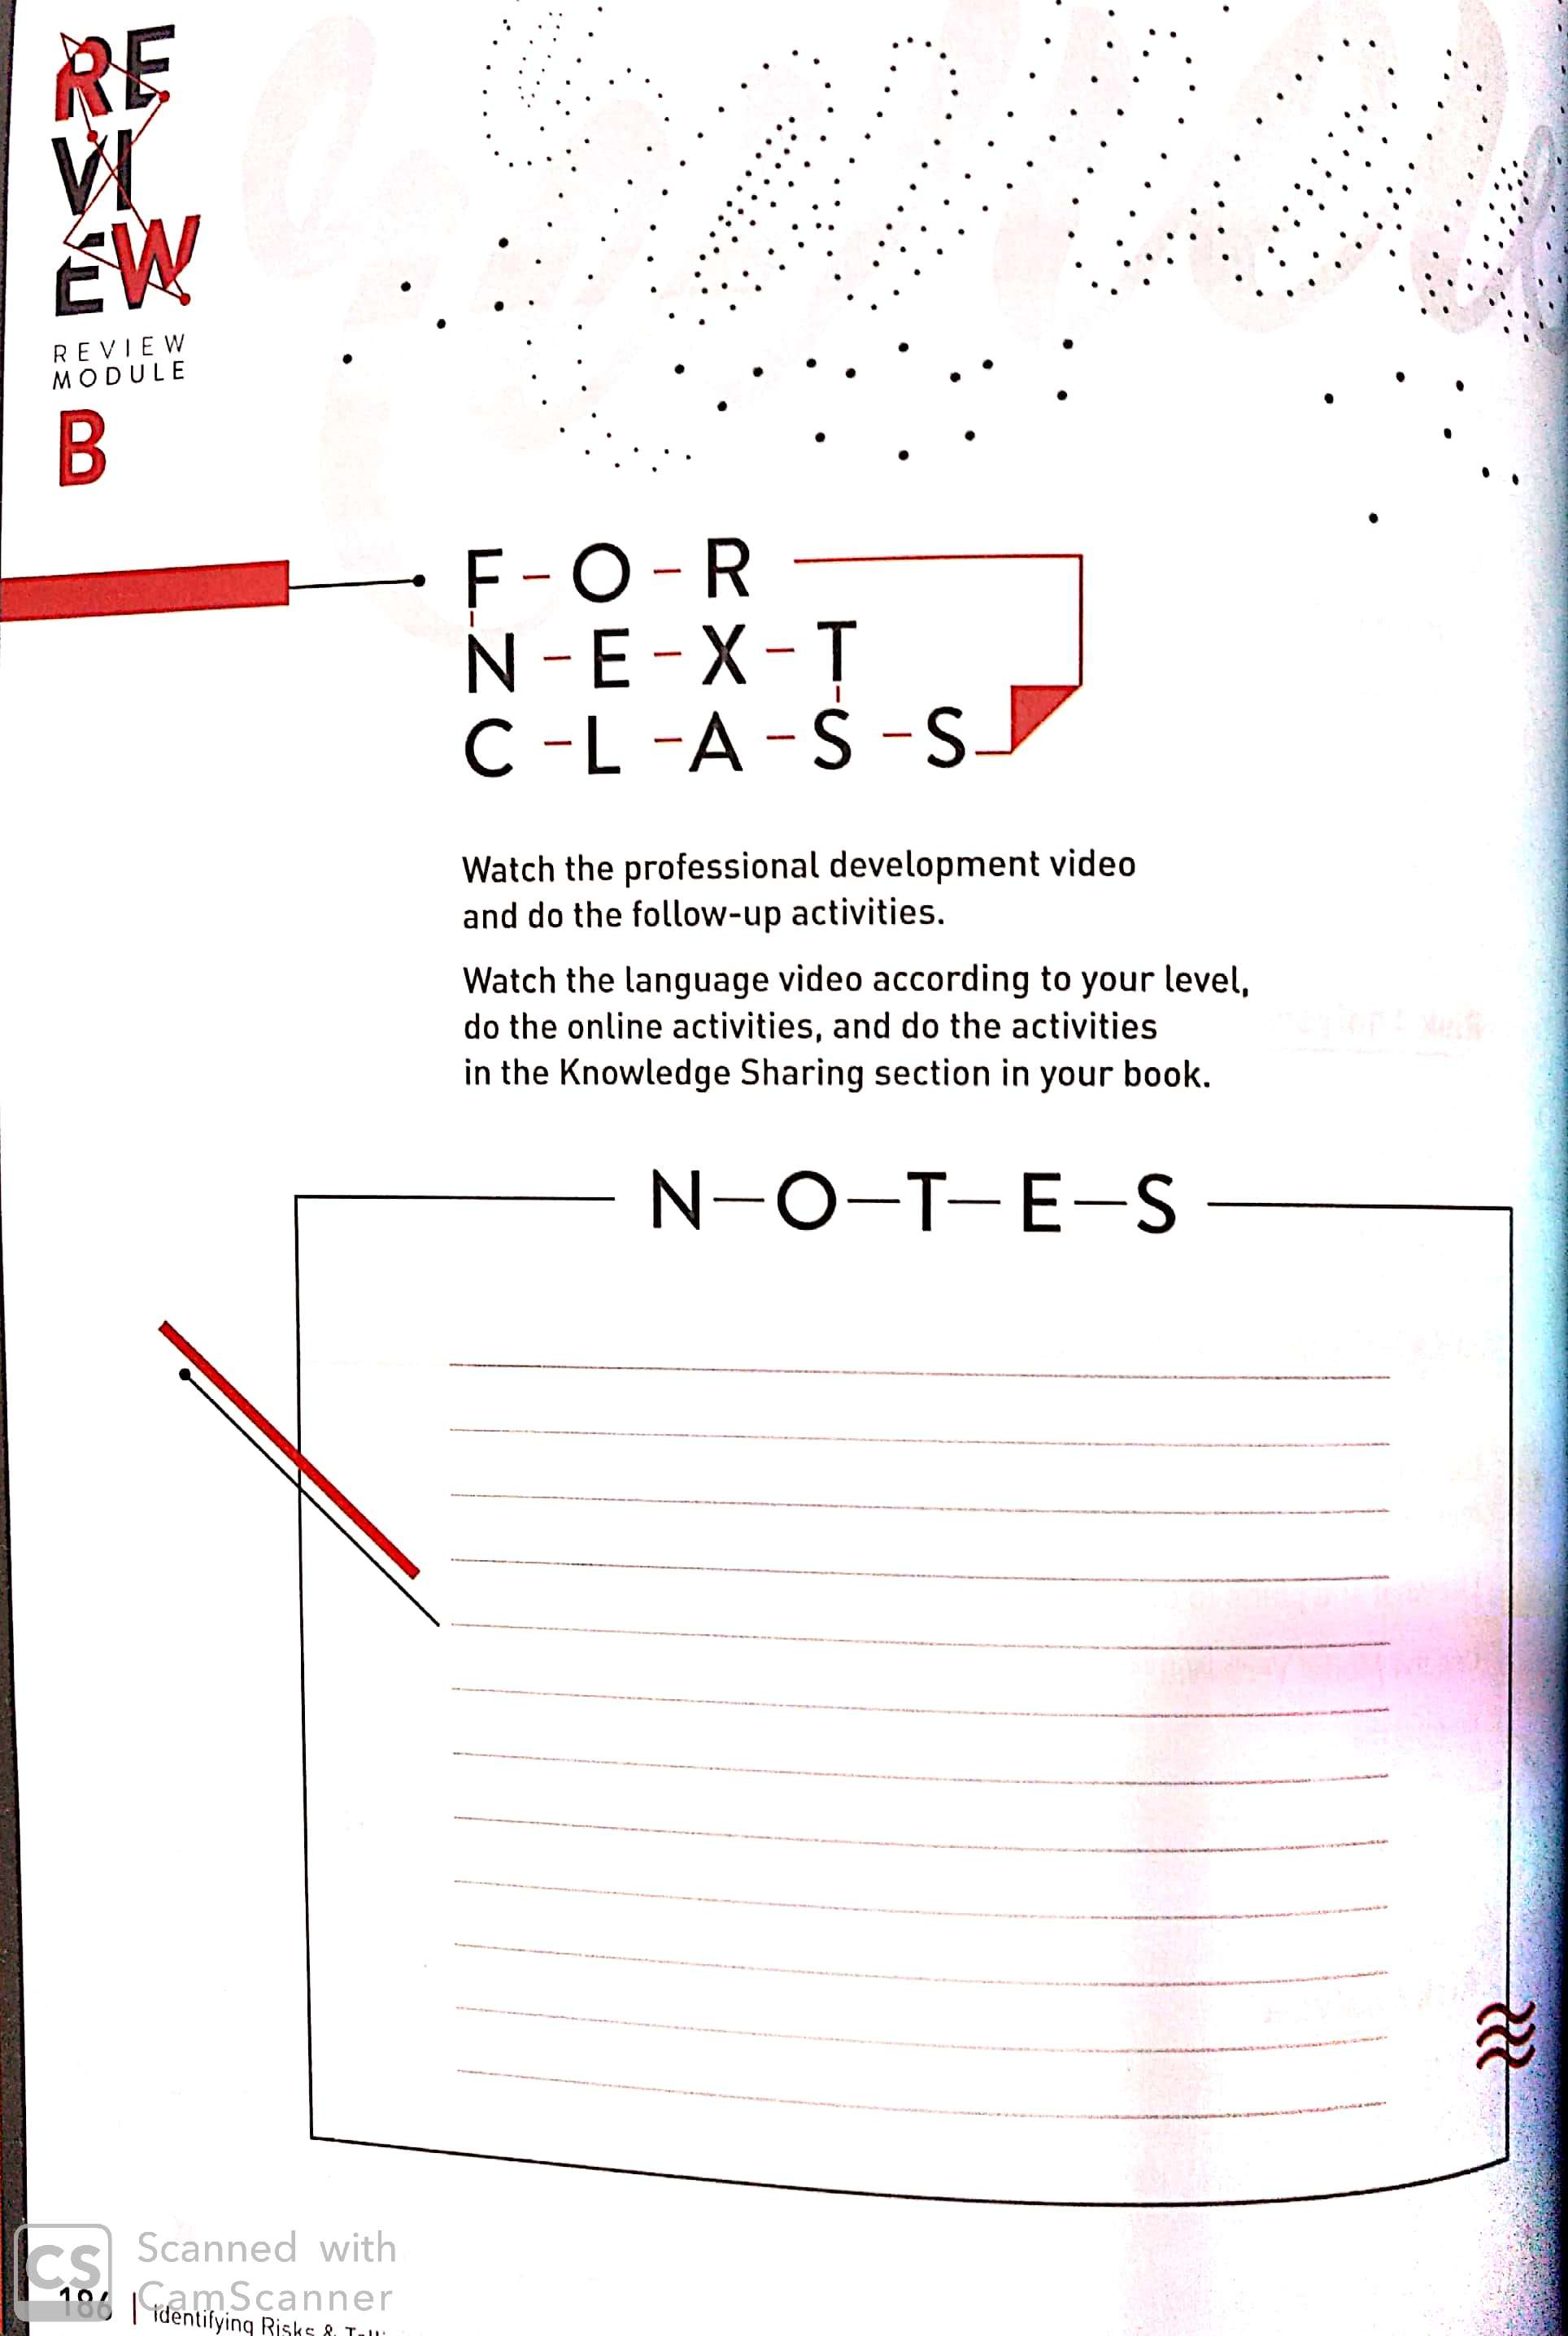 RE
VI
EW
REVIEW
MODULE
B
F-O-R
N-E-X-T
C-L-A-S-S
Watch the professional development video
and do the follow-up activities.
Watch the language video according to your level,
do the online activities, and do the activities
in the Knowledge Sharing section in your book.
N-O-T-E-S
CS
Scanned with
CamScanner
186 | Identifying Risks &